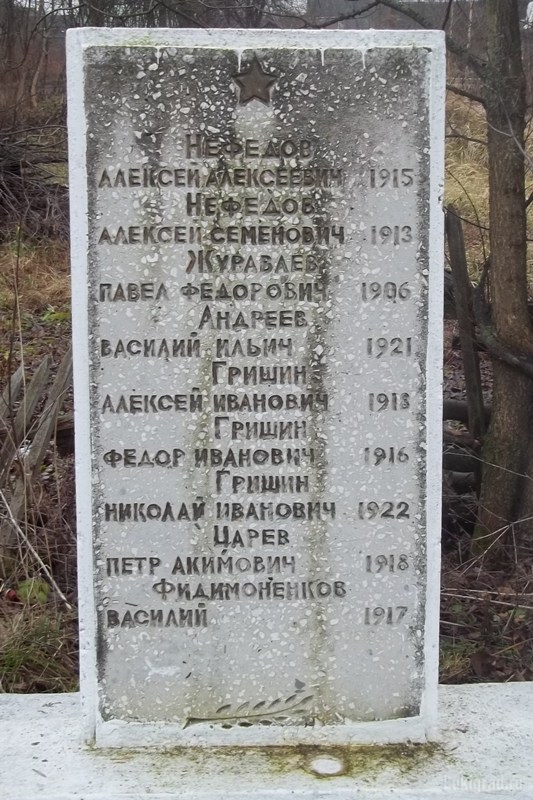 Нефедов
Алексей Алексеевич 1915
Нефедов
Алексей Семенович 1913
Журавлев
Павел Федорович 1906
Андреев
Василий Ильич 1921
Гришин
Алексей Иванович 1918
Гришин
Федор Иванович 1916
Гришин
Николай Иванович 1922
Царев
Петр Акимович 1918
Фидимоненков
Василий 1917